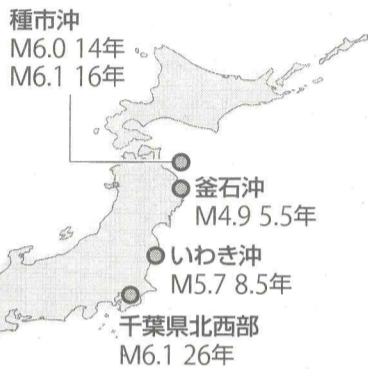 種市沖
M6.0 14年
M6.1 16年
釜石沖
M4.9 5.5年
いわき沖
M5.7 8.5年
千葉県北西部
M6.1 26年